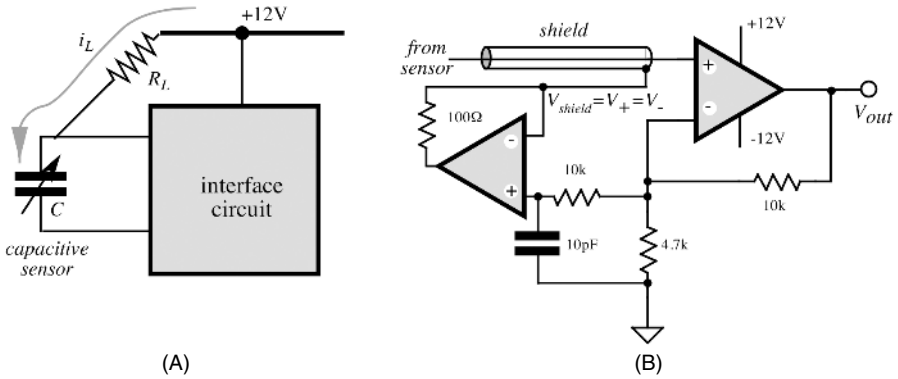 +12V
i_L
R_L
interface
circuit
C
capacitive
sensor
(A)
shield
from
sensor
+12V
+
V_shield=V_+=V_-
100Ω
-
-
V_out
-12V
10k
+
10k
10pF
4.7k
(B)